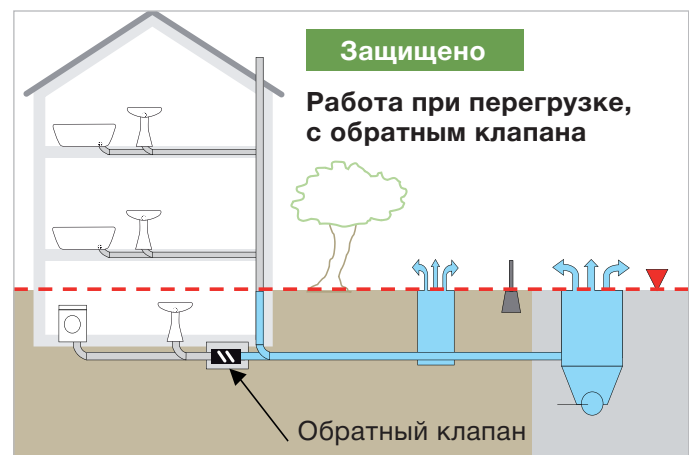 Защищено
Работа при перегрузке,
с обратным клапана
Обратный клапан